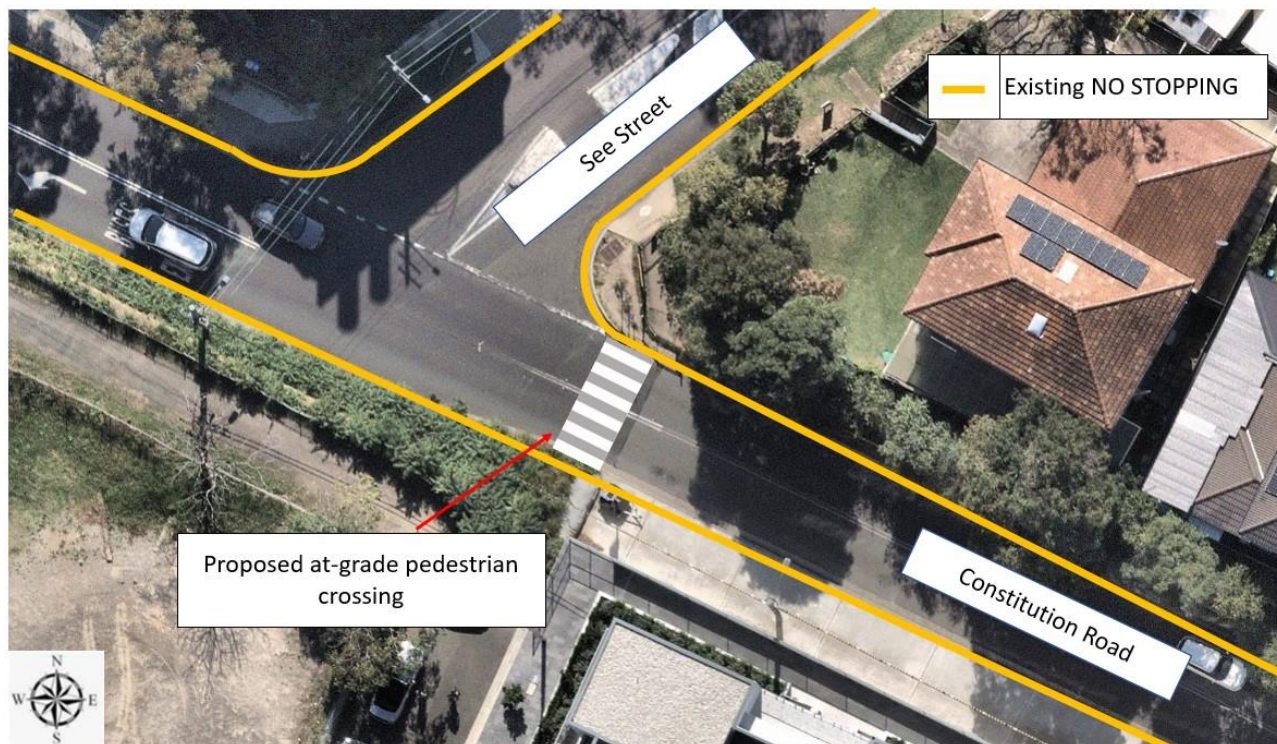 Existing NO STOPPING
See Street
Proposed at-grade pedestrian
crossing
Constitution Road
N
W E
S